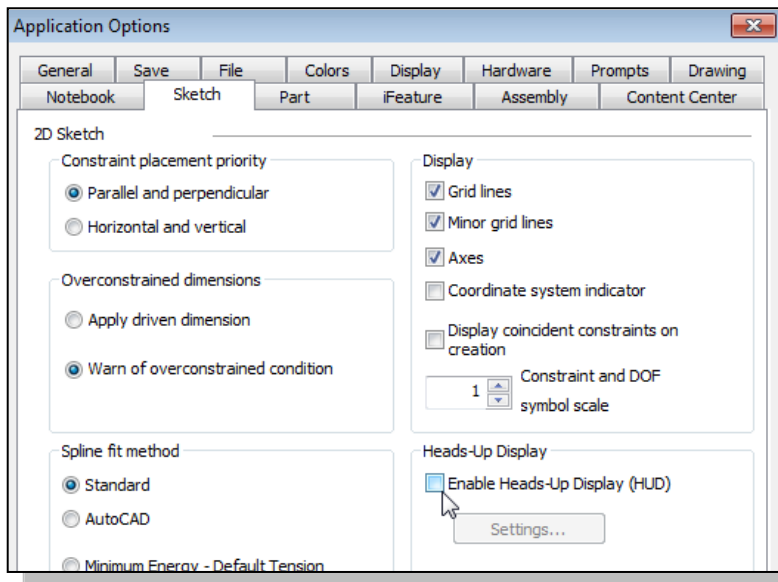 Application Options
General Save File Colors Display Hardware Prompts Drawing
Notebook Sketch Part iFeature Assembly Content Center
2D Sketch
Constraint placement priority
Parallel and perpendicular
Horizontal and vertical
Overconstrained dimensions
Apply driven dimension
Warn of overconstrained condition
Spline fit method
Standard
AutoCAD
Minimum Energy - Default Tension
Display
Grid lines
Minor grid lines
Axes
Coordinate system indicator
Display coincident constraints on
creation
1 Constraint and DOF
symbol scale
Heads-Up Display
Enable Heads-Up Display (HUD)
Settings...